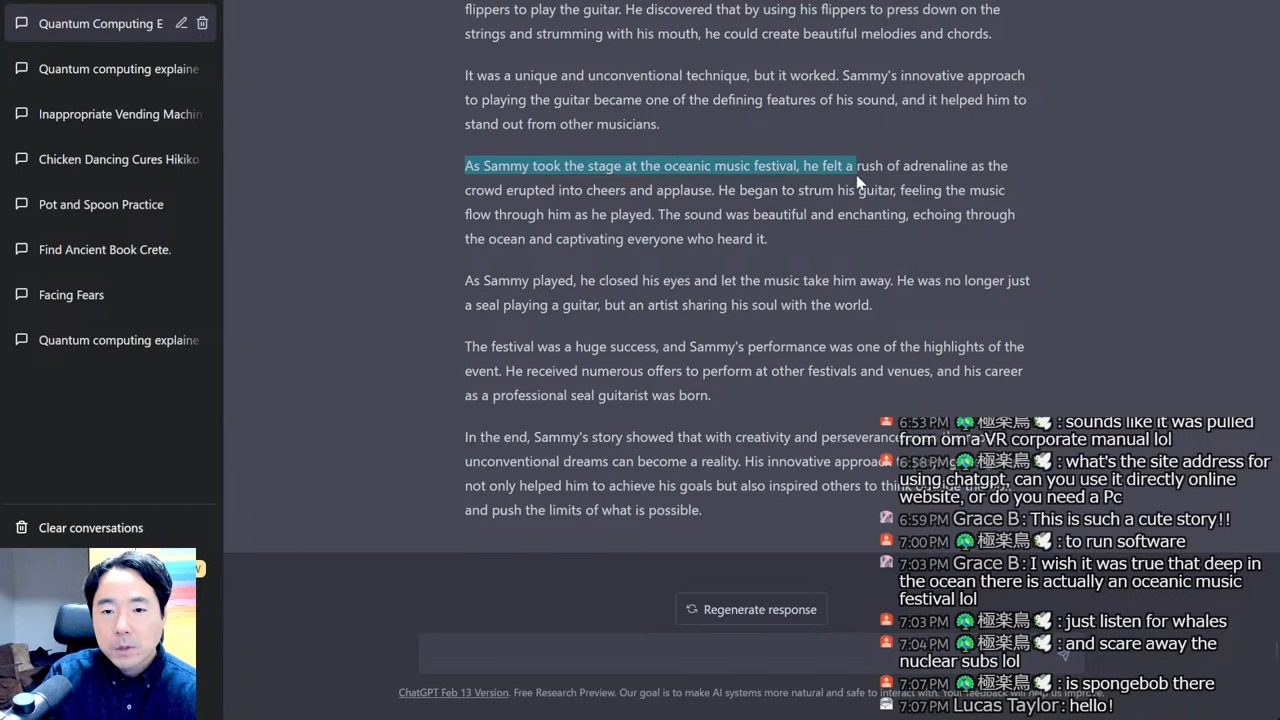 Quantum Computing E
Quantum computing explaine
Inappropriate Vending Machin
Chicken Dancing Cures Hikiko
Pot and Spoon Practice
Find Ancient Book Crete.
Facing Fears
Quantum computing explaine
Clear conversations
W
flippers to play the guitar. He discovered that by using his flippers to press down on the
strings and strumming with his mouth, he could create beautiful melodies and chords.
It was a unique and unconventional technique, but it worked. Sammy's innovative approach
to playing the guitar became one of the defining features of his sound, and it helped him to
stand out from other musicians.
As Sammy took the stage at the oceanic music festival, he felt a rush of adrenaline as the
crowd erupted into cheers and applause. He began to strum his guitar, feeling the music
flow through him as he played. The sound was beautiful and enchanting, echoing through
the ocean and captivating everyone who heard it.
As Sammy played, he closed his eyes and let the music take him away. He was no longer just
a seal playing a guitar, but an artist sharing his soul with the world.
The festival was a huge success, and Sammy's performance was one of the highlights of the
event. He received numerous offers to perform at other festivals and venues, and his career
as a professional seal guitarist was born.
In the end, Sammy's story showed that with creativity and perseverance
unconventional dreams can become a reality. His innovative approach
not only helped him to achieve his goals but also inspired others to think
and push the limits of what is possible.
Regenerate response
ChatGPT Feb 13 Version. Free Research Preview. Our goal is to make AI systems more natural and safe to interact with. Your feedback will help us improve.
6:53 PM 極楽鳥 : sounds like it was pulled
from om a VR corporate manual lol
6:58 PM 極楽鳥 : what's the site address for
using chatgpt, can you use it directly online
website, or do you need a Pc
6:59 PM Grace B : This is such a cute story!!
7:00 PM 極楽鳥 : to run software
7:03 PM Grace B : I wish it was true that deep in
the ocean there is actually an oceanic music
festival lol
7:03 PM 極楽鳥 : just listen for whales
7:04 PM 極楽鳥 : and scare away the
nuclear subs lol
7:07 PM 極楽鳥 : is spongebob there
7:07 PM Lucas Taylor : hello!